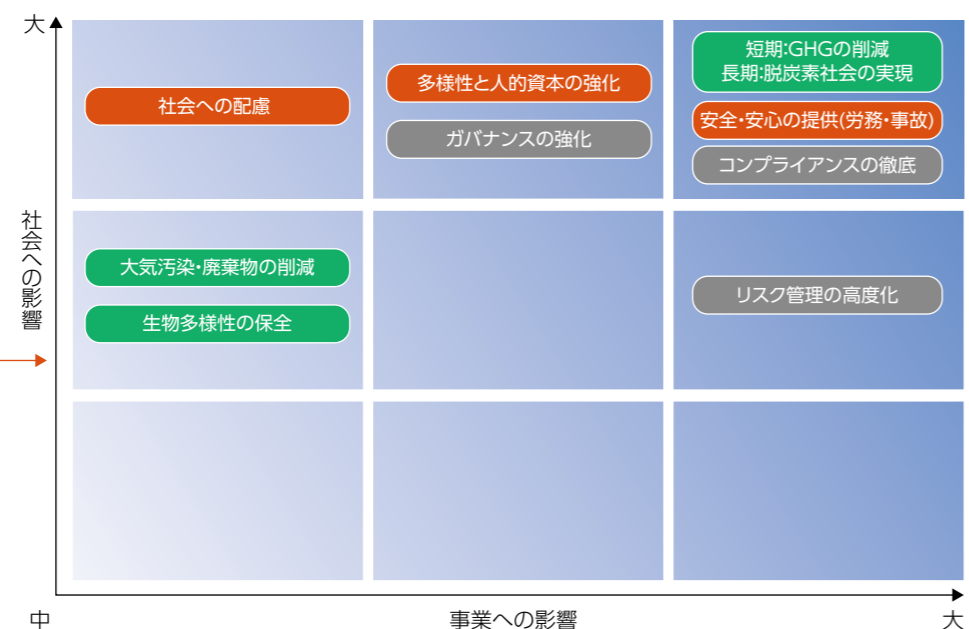 大
社会への配慮
多様性と人的資本の強化
ガバナンスの強化
短期:GHGの削減
長期:脱炭素社会の実現
安全・安心の提供(労務・事故)
コンプライアンスの徹底
社会への影響
大気汚染・廃棄物の削減
生物多様性の保全
リスク管理の高度化
中
事業への影響
大